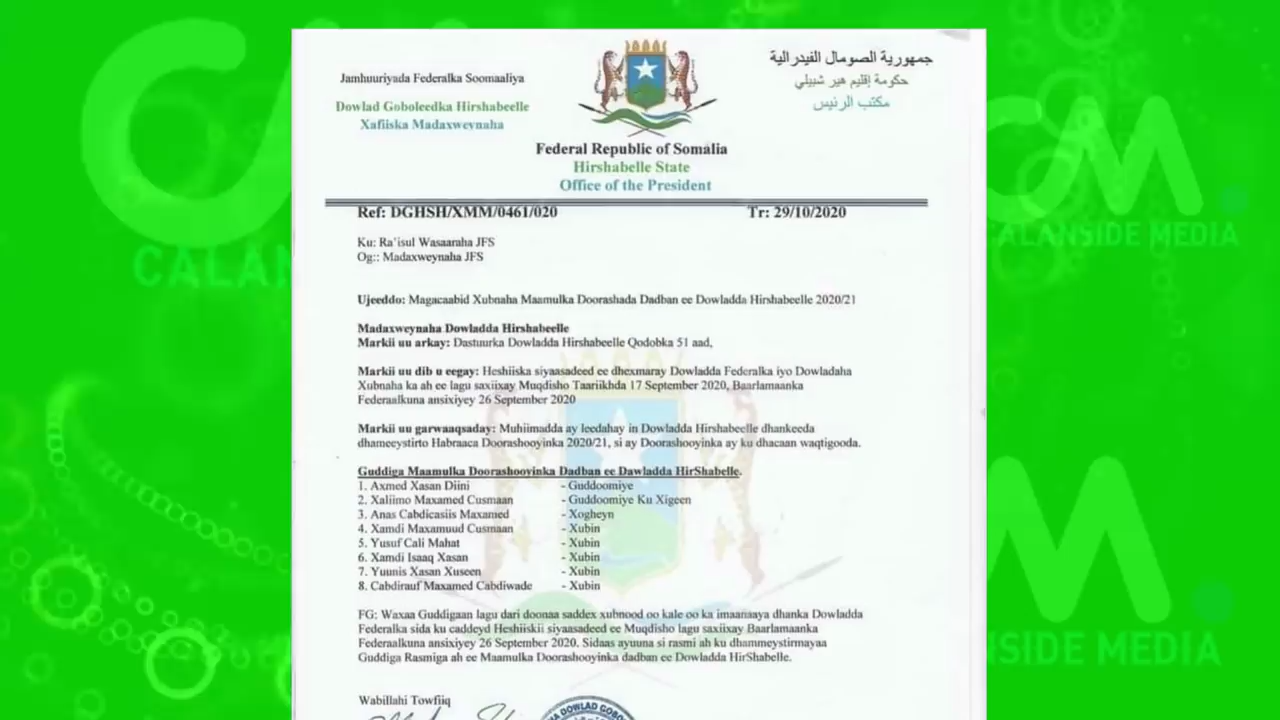 Jamhuuriyada Federalka Soomaaliya
Dowlad Goboleedka Hirshabeelle
Xafiiska Madaxweynaha
جمهورية الصومال الفيدرالية
حكومة إقليم هير شبيلي
مكتب الرئيس
Federal Republic of Somalia
Hirshabelle State
Office of the President
Ref: DGHSH/XMM/0461/020 Tr: 29/10/2020
Ku: Ra'isul Wasaaraha JFS
Og:: Madaxweynaha JFS
Ujeeddo: Magacaabid Xubnaha Maamulka Doorashada Dadban ee Dowladda Hirshabeelle 2020/21
Madaxweynaha Dowladda Hirshabeelle
Markii uu arkay: Dastuurka Dowladda Hirshabeelle Qodobka 51 aad,
Markii uu dib u eegay: Heshiiska siyaasadeed ee dhexmaray Dowladda Federalka iyo Dowladaha
Xubnaha ka ah ee lagu saxiixay Muqdisho Taariikhda 17 September 2020, Baarlamaanka
Federaalkuna ansixiyey 26 September 2020
Markii uu garwaaqsaday: Muhiimadda ay leedahay in Dowladda Hirshabeelle dhankeeda
dhameeystirto Habraaca Doorashooyinka 2020/21, si ay Doorashooyinka ay ku dhacaan waqtigooda.
Guddiga Maamulka Doorashooyinka Dadban ee Dawladda HirShabelle.
1. Axmed Xasan Diini - Guddoomiye
2. Xaliimo Maxamed Cusmaan - Guddoomiye Ku Xigeen
3. Anas Cabdicasiis Maxamed - Xogheyn
4. Xamdi Maxamuud Cusmaan - Xubin
5. Yusuf Cali Mahat - Xubin
6. Xamdi Isaaq Xasan - Xubin
7. Yuunis Xasan Xuseen - Xubin
8. Cabdirauf Maxamed Cabdiwade - Xubin
FG: Waxaa Guddigaan lagu dari doonaa saddex xubnood oo kale oo ka imaanaaya dhanka Dowladda
Federalka sida ku caddeyd Heshiiskii siyaasadeed ee Muqdisho lagu saxiixay Baarlamaanka
Federaalkuna ansixiyey 26 September 2020. Sidaas ayuuna si rasmi ah ku dhammeystirmayaa
Guddiga Rasmiga ah ee Maamulka Doorashooyinka dadban ee Dowladda HirShabelle.
Wabillahi Towfiiq
DOWLAD
CALAN
CM
CALANSIDE MEDIA
M
SIDE MEDIA